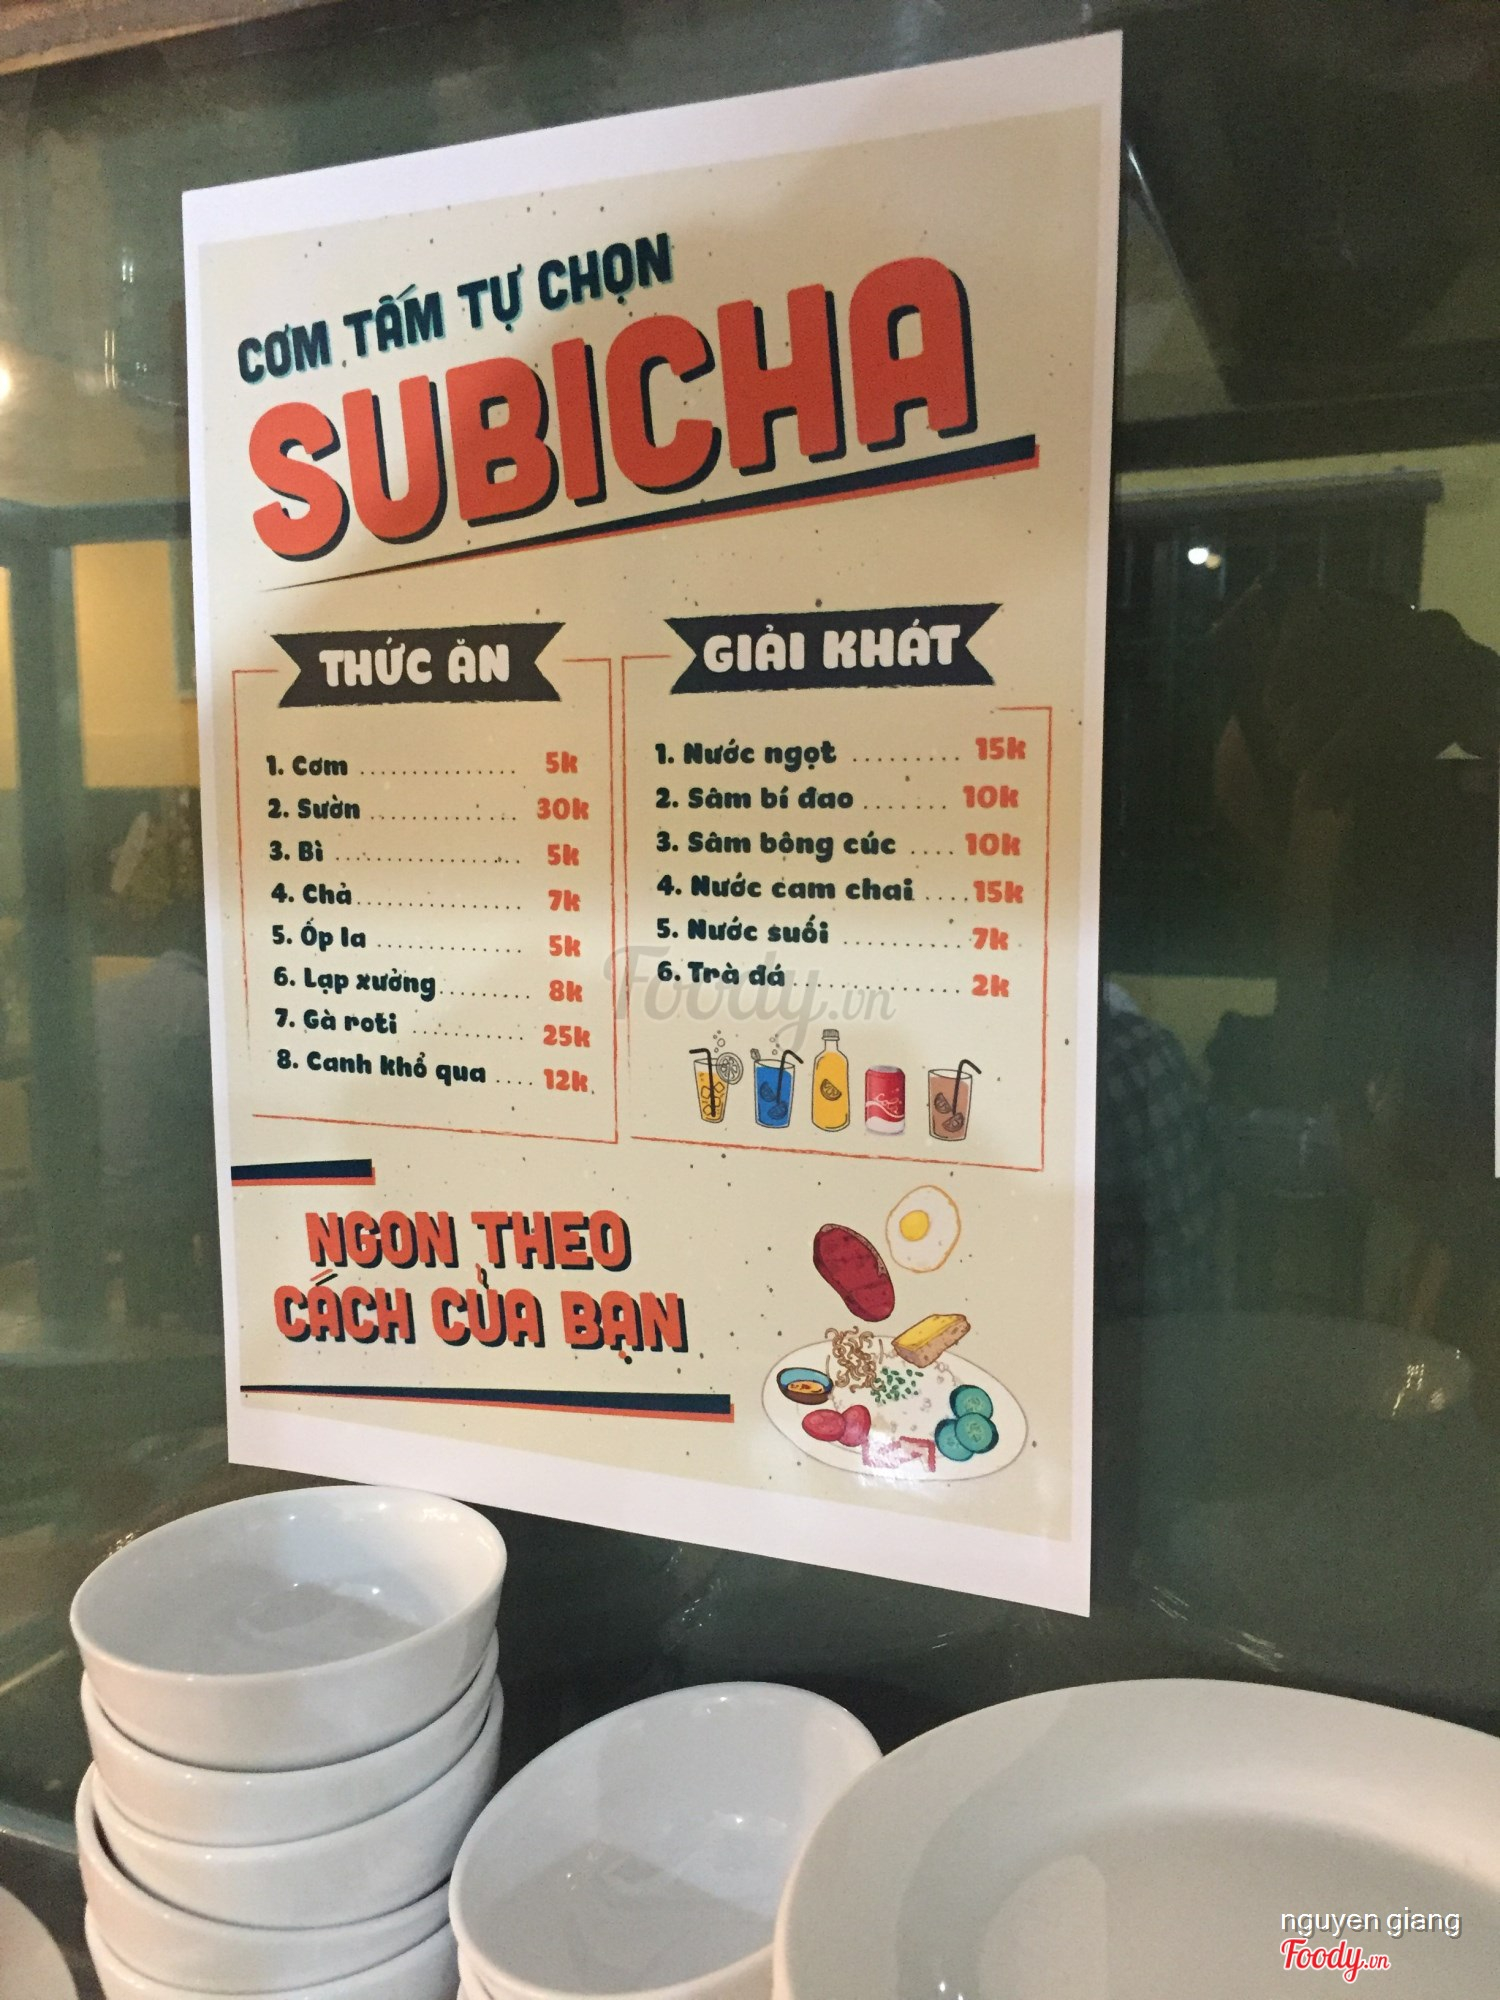 CƠM TẤM TỰ CHỌN
SUBICHA
THỨC ĂN
1. Cơm .............. 5k
2. Sườn .............. 30k
3. Bì .................. 5k
4. Chả................ 7k
5. Ốp la .............. 5k
6. Lạp xưởng......... 8k
7. Gà roti ........... 25k
8. Canh khổ qua .... 12k
GIẢI KHÁT
1. Nước ngọt ......... 15k
2. Sâm bí đao ....... 10k
3. Sâm bông cúc .... 10k
4. Nước cam chai ....15k
5. Nước suối ........... 7k
6. Trà đá............... 2k
Foody.vn
NGON THEO
CÁCH CỦA BẠN
nguyen giang
Foody.vn